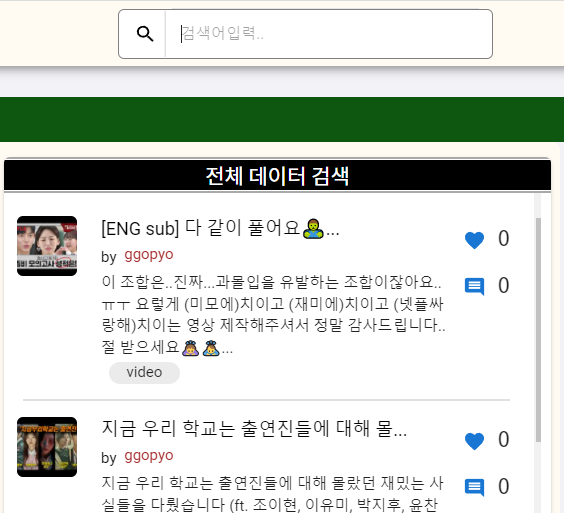 검색어입력..
전체 데이터 검색
[ENG sub] 다 같이 풀어요🧟‍♂️...
by ggopyo
0
이 조합은..진짜...과몰입을 유발하는 조합이잖아요..
ㅠㅜ 요렇게 (미모에)치이고 (재미에)치이고 (넷플싸
랑해)치이는 영상 제작해주셔서 정말 감사드립니다..
절 받으세요🙇‍♀️🙇...
0
video
지금 우리 학교는 출연진들에 대해 몰...
by ggopyo
0
지금 우리 학교는 출연진들에 대해 몰랐던 재밌는 사
실들을 다뤘습니다 (ft. 조이현, 이유미, 박지후, 윤찬
0